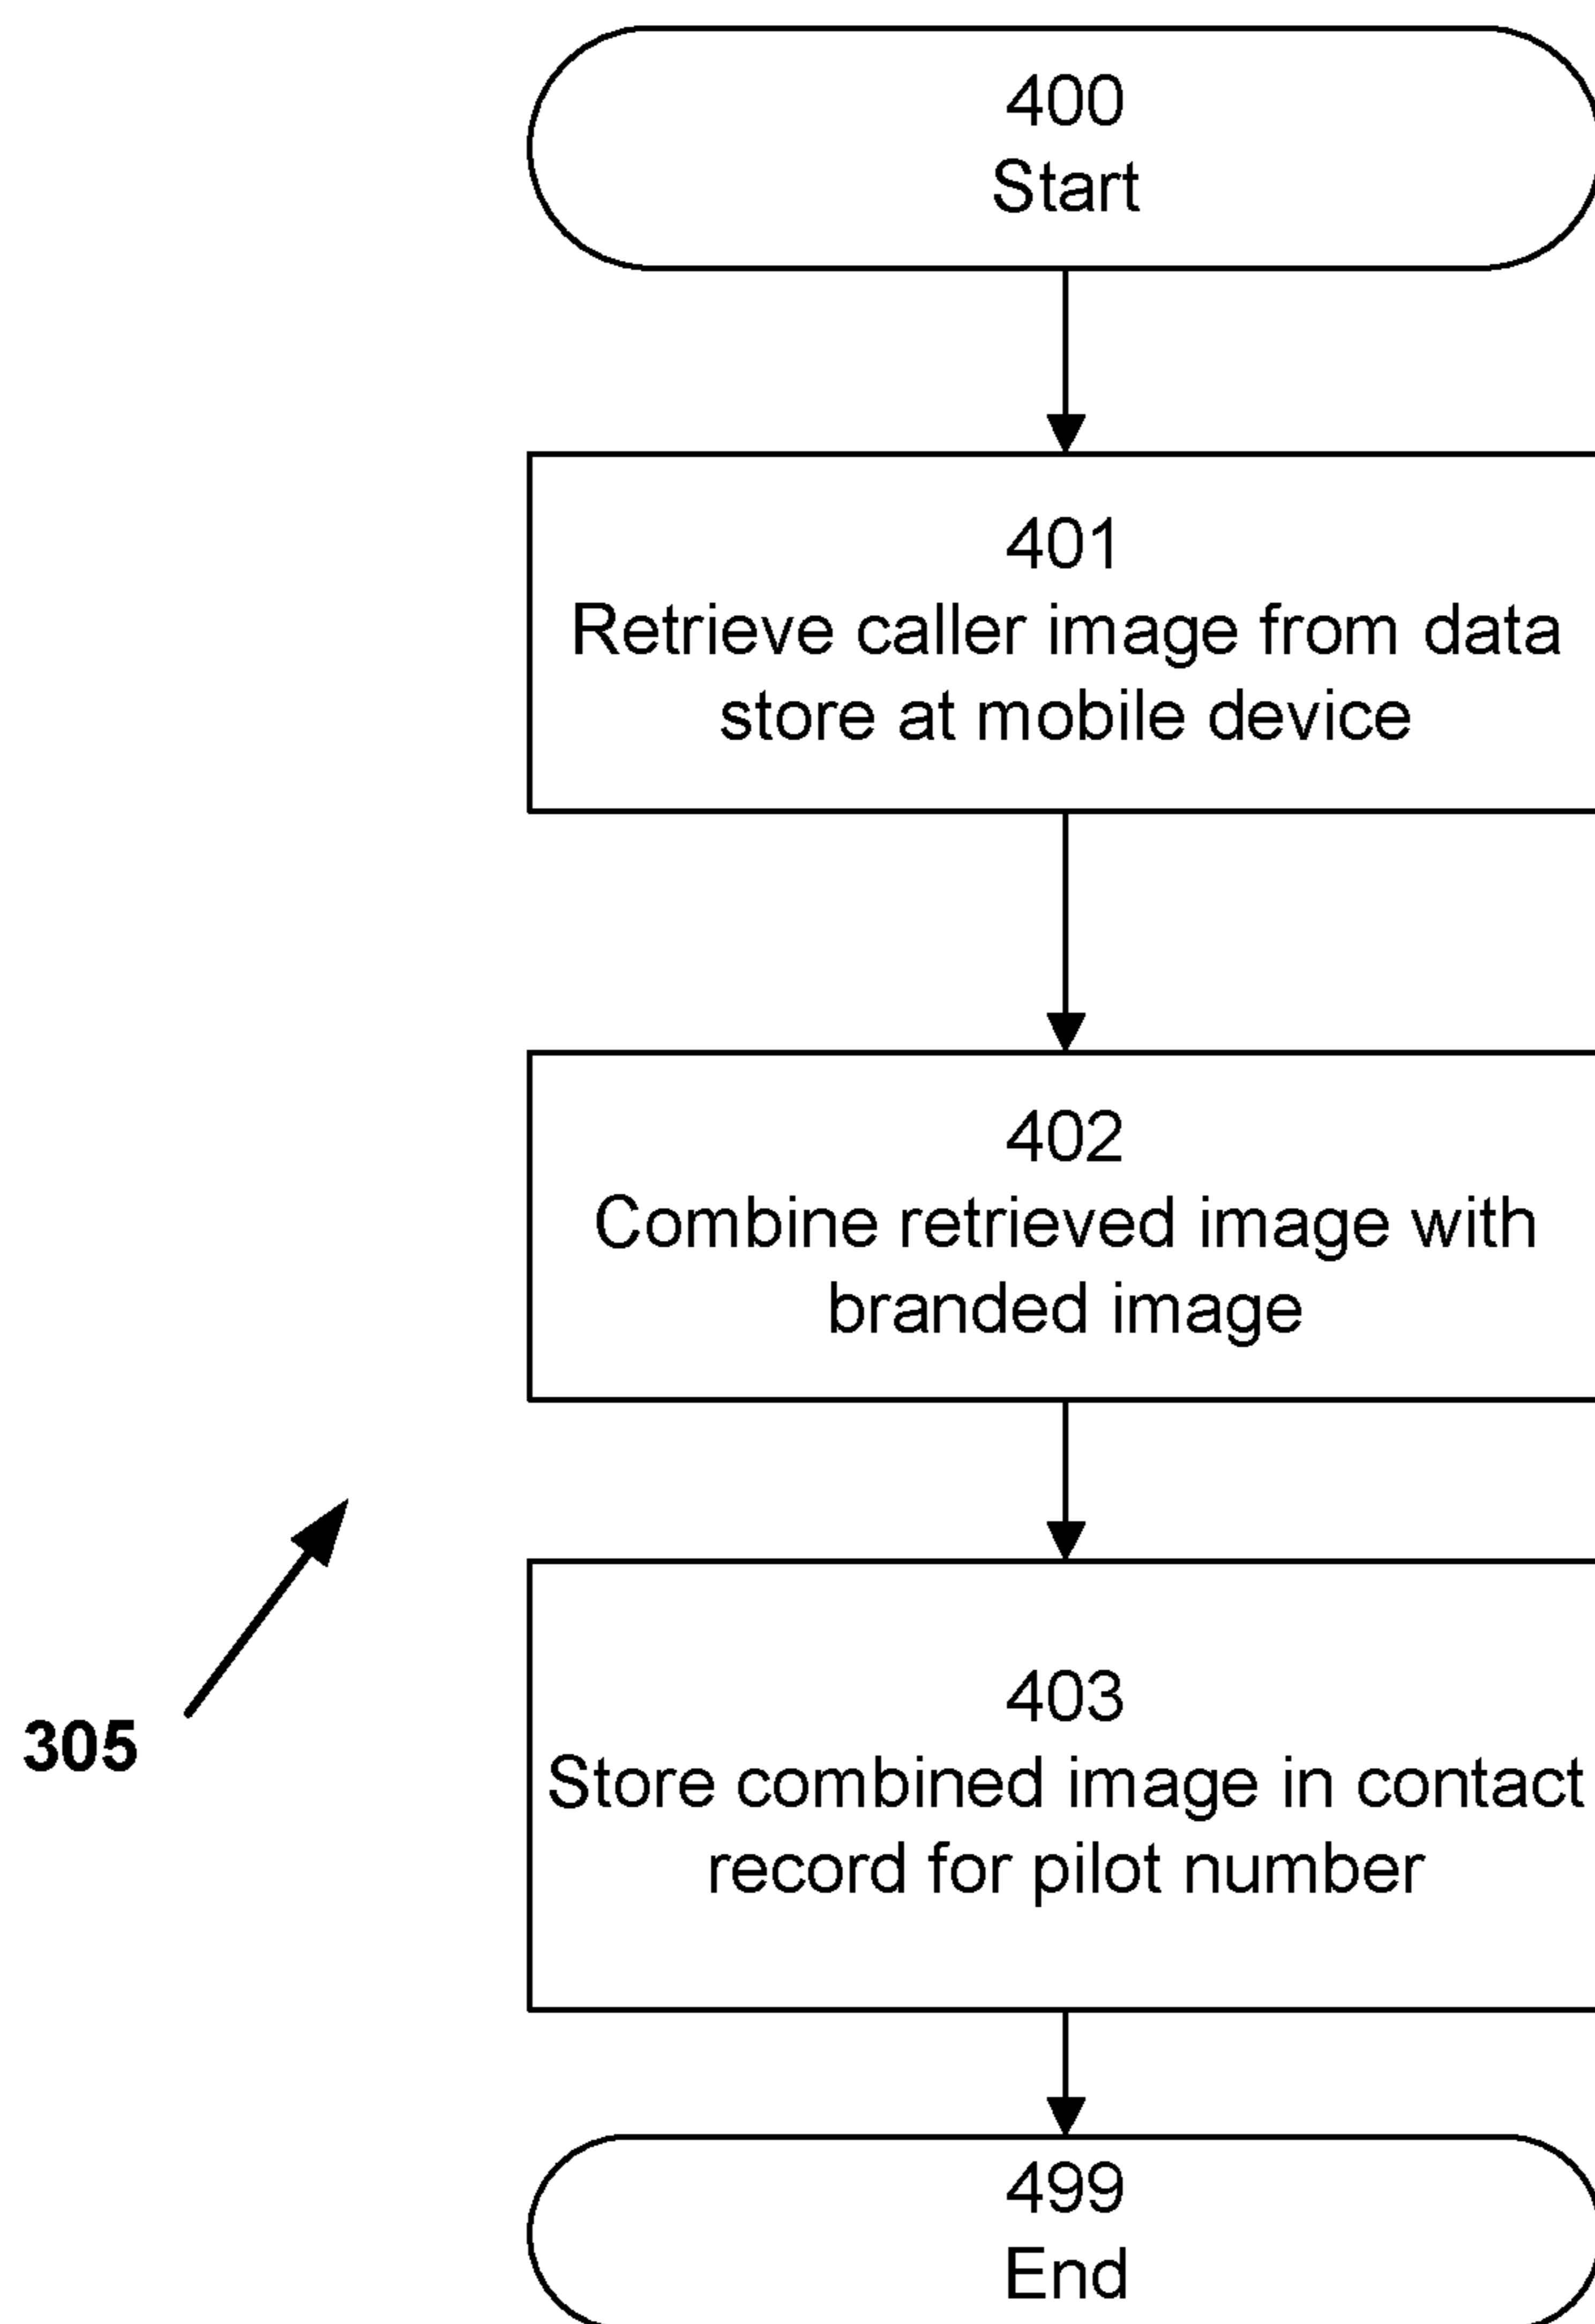 400
Start
401
Retrieve caller image from data
store at mobile device
402
Combine retrieved image with
branded image
403
Store combined image in contact
record for pilot number
305
499
End